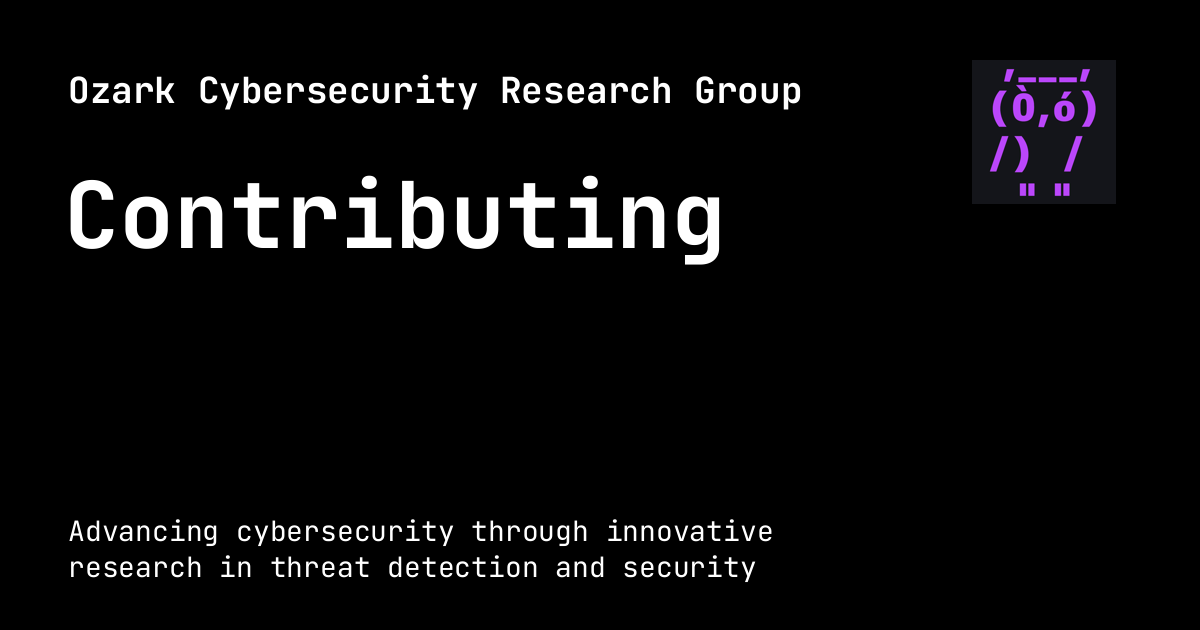 Ozark Cybersecurity Research Group
,___,
(Ò,ó)
/) /
" "
Contributing
Advancing cybersecurity through innovative
research in threat detection and security